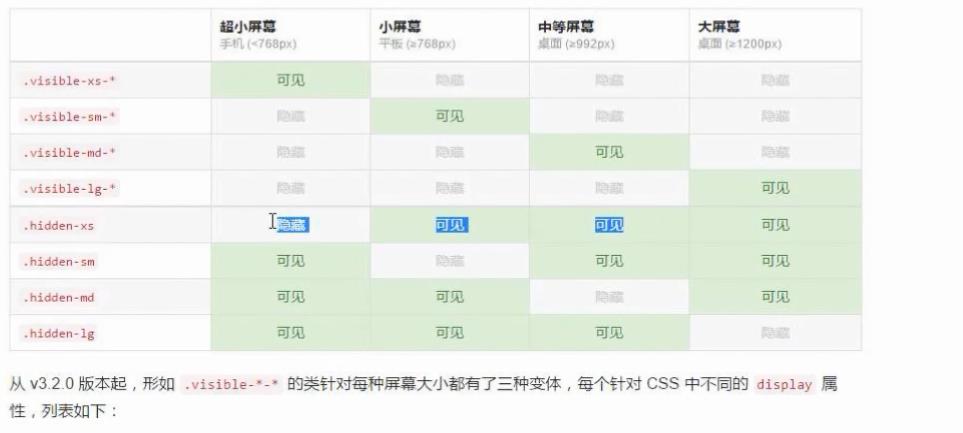 超小屏幕 小屏幕 中等屏幕 大屏幕
手机 (<768px) 平板 (≥768px) 桌面 (≥992px) 桌面 (≥1200px)
.visible-xs-* 可见 隐藏 隐藏 隐藏
.visible-sm-* 隐藏 可见 隐藏 隐藏
.visible-md-* 隐藏 隐藏 可见 隐藏
.visible-lg-* 隐藏 隐藏 隐藏 可见
.hidden-xs 隐藏 可见 可见 可见
.hidden-sm 可见 隐藏 可见 可见
.hidden-md 可见 可见 隐藏 可见
.hidden-lg 可见 可见 可见 隐藏
从 v3.2.0 版本起，形如 .visible-*-* 的类针对每种屏幕大小都有了三种变体，每个针对 CSS 中不同的 display 属
性，列表如下：